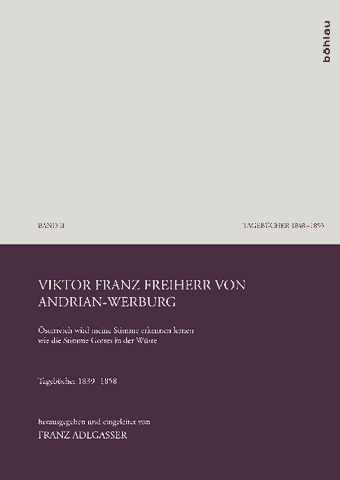 böhlau
BAND II
TAGEBÜCHER 1848–1853
VIKTOR FRANZ FREIHERR VON
ANDRIAN-WERBURG
Österreich wird meine Stimme erkennen lernen
wie die Stimme Gottes in der Wüste
Tagebücher 1839–1858
herausgegeben und eingeleitet von
FRANZ ADLGASSER